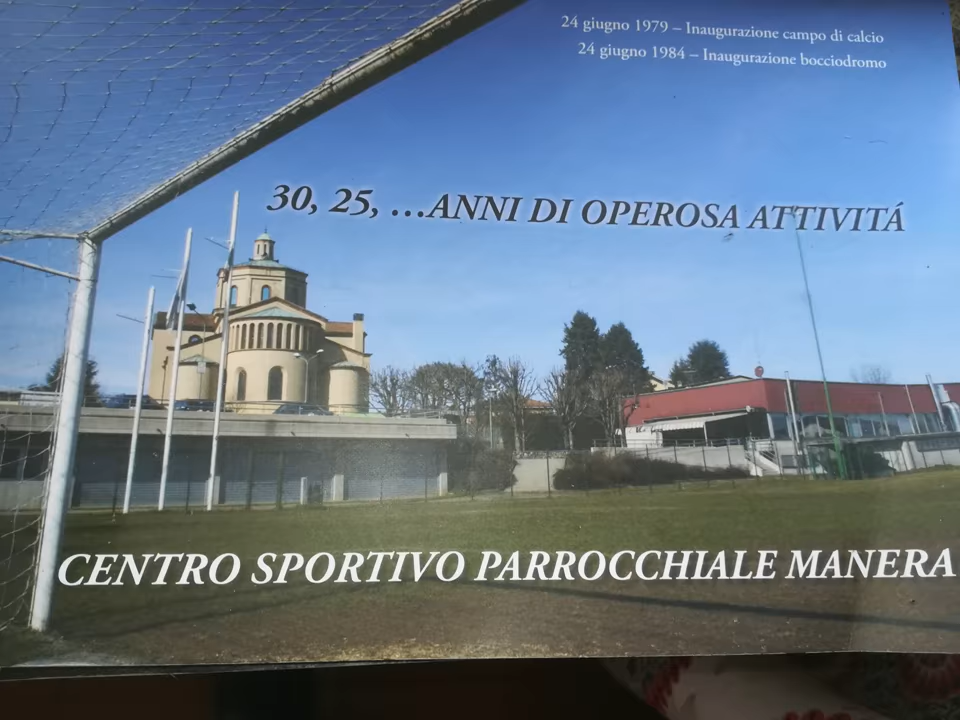 24 giugno 1979 – Inaugurazione campo di calcio
24 giugno 1984 – Inaugurazione bocciodromo
30, 25, ...ANNI DI OPEROSA ATTIVITÁ
CENTRO SPORTIVO PARROCCHIALE MANERA